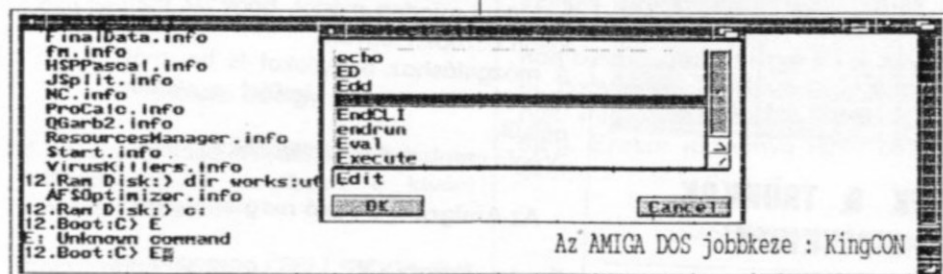 FinalData.info
fm.info
HSPPascal.info
JSplit.info
NC.info
ProCalc.info
QGarb2.info
ResourcesManager.info
Start.info
VirusKillers.info
12.Ram Disk:> dir works:ut
AFSOptimizer.info
12.Ram Disk:> c:
12.Boot:C> E
E: Unknown command
12.Boot:C> E
echo
ED
Edd
EndCLI
endrun
Eval
Execute
Edit
OK
Cancel
Az AMIGA DOS jobbkeze : KingCON